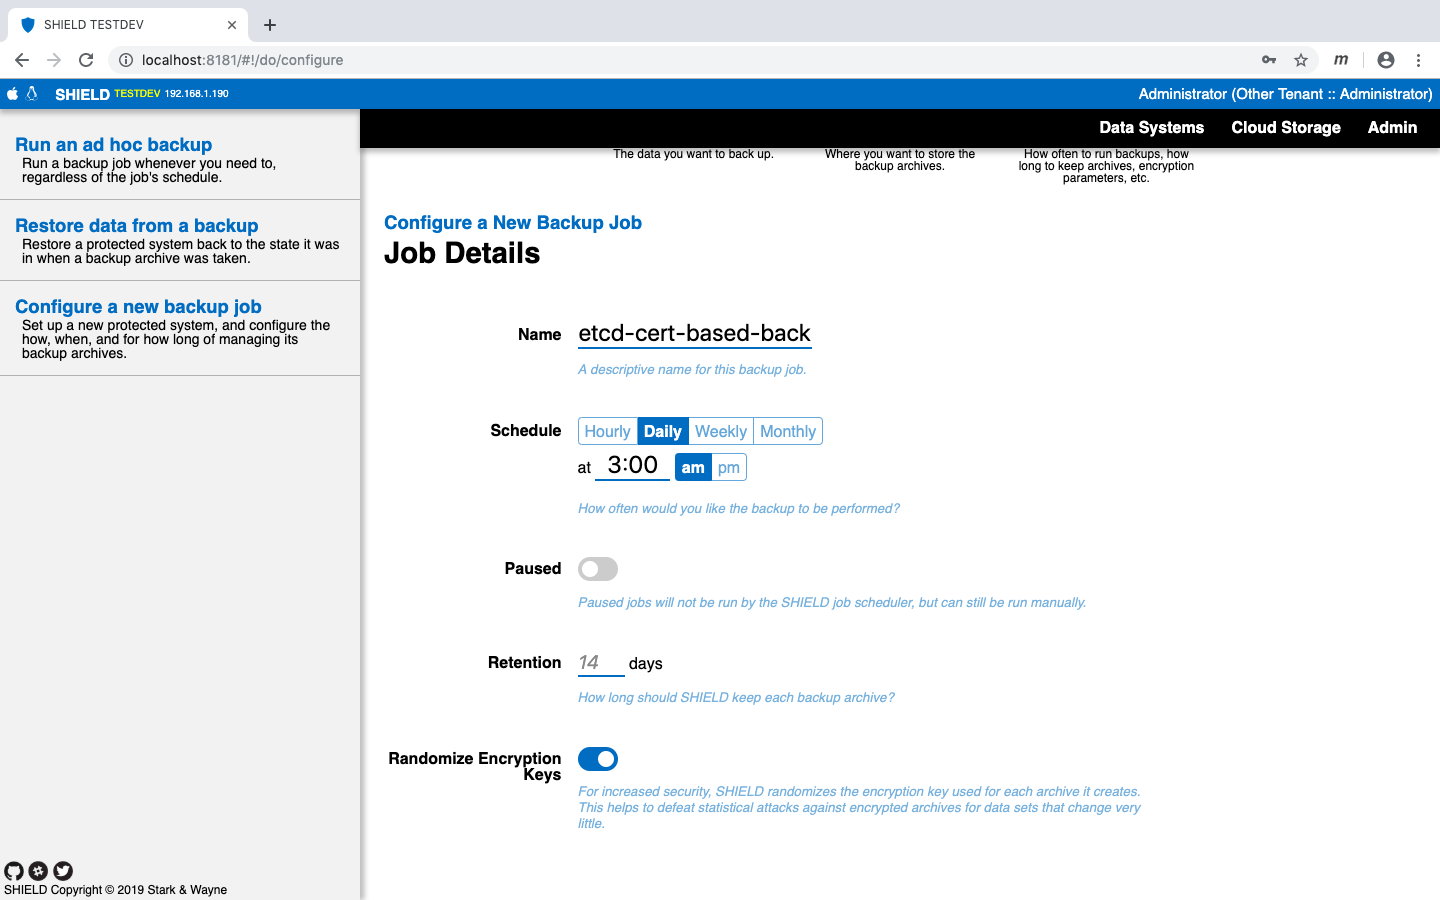 SHIELD TESTDEV
localhost:8181/#!/do/configure
SHIELD TESTDEV 192.168.1.190
Administrator (Other Tenant :: Administrator)
Data Systems Cloud Storage Admin
Run an ad hoc backup
Run a backup job whenever you need to,
regardless of the job's schedule.
Restore data from a backup
Restore a protected system back to the state it was
in when a backup archive was taken.
Configure a new backup job
Set up a new protected system, and configure the
how, when, and for how long of managing its
backup archives.
The data you want to back up.
Where you want to store the
backup archives.
How often to run backups, how
long to keep archives, encryption
parameters, etc.
Configure a New Backup Job
Job Details
Name etcd-cert-based-back
A descriptive name for this backup job.
Schedule Hourly Daily Weekly Monthly
at 3:00 am pm
How often would you like the backup to be performed?
Paused
Paused jobs will not be run by the SHIELD job scheduler, but can still be run manually.
Retention 14 days
How long should SHIELD keep each backup archive?
Randomize Encryption
Keys
For increased security, SHIELD randomizes the encryption key used for each archive it creates.
This helps to defeat statistical attacks against encrypted archives for data sets that change very
little.
SHIELD Copyright © 2019 Stark & Wayne